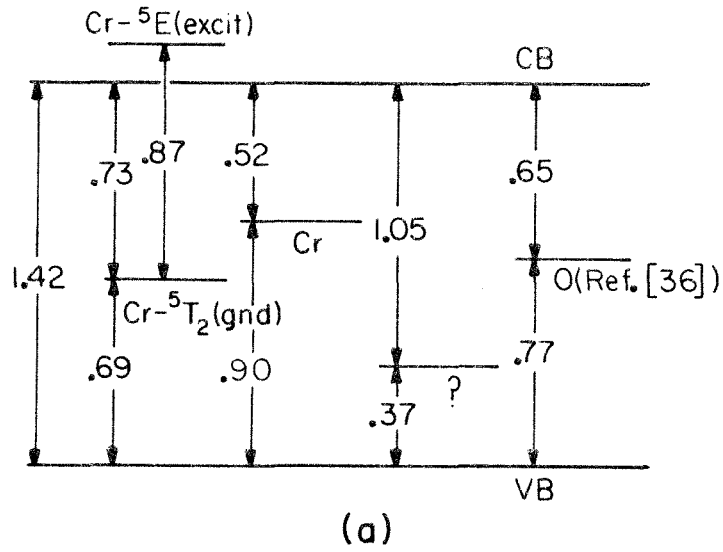 Cr-⁵E(excit)
CB
.87
.52
.73
.65
1.05
Cr
1.42
O(Ref. [36])
Cr-⁵T₂(gnd)
.77
.69
.90
?
.37
VB
(a)